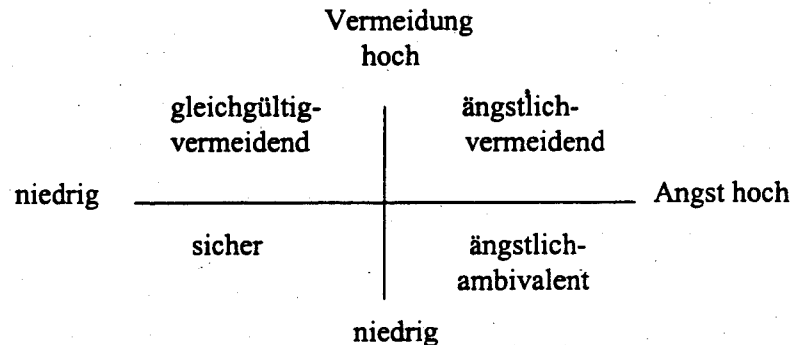 Vermeidung
hoch
gleichgültig-
vermeidend
ängstlich-
vermeidend
niedrig
Angst hoch
sicher
ängstlich-
ambivalent
niedrig